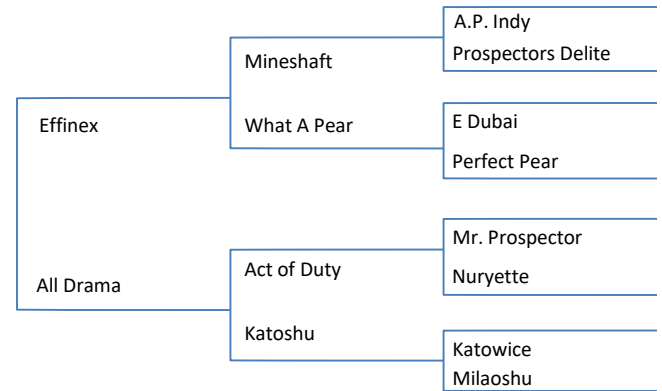 A.P. Indy
Prospectors Delite
Mineshaft
What A Pear
E Dubai
Perfect Pear
Effinex
All Drama
Mr. Prospector
Nuryette
Act of Duty
Katoshu
Katowice
Milaoshu